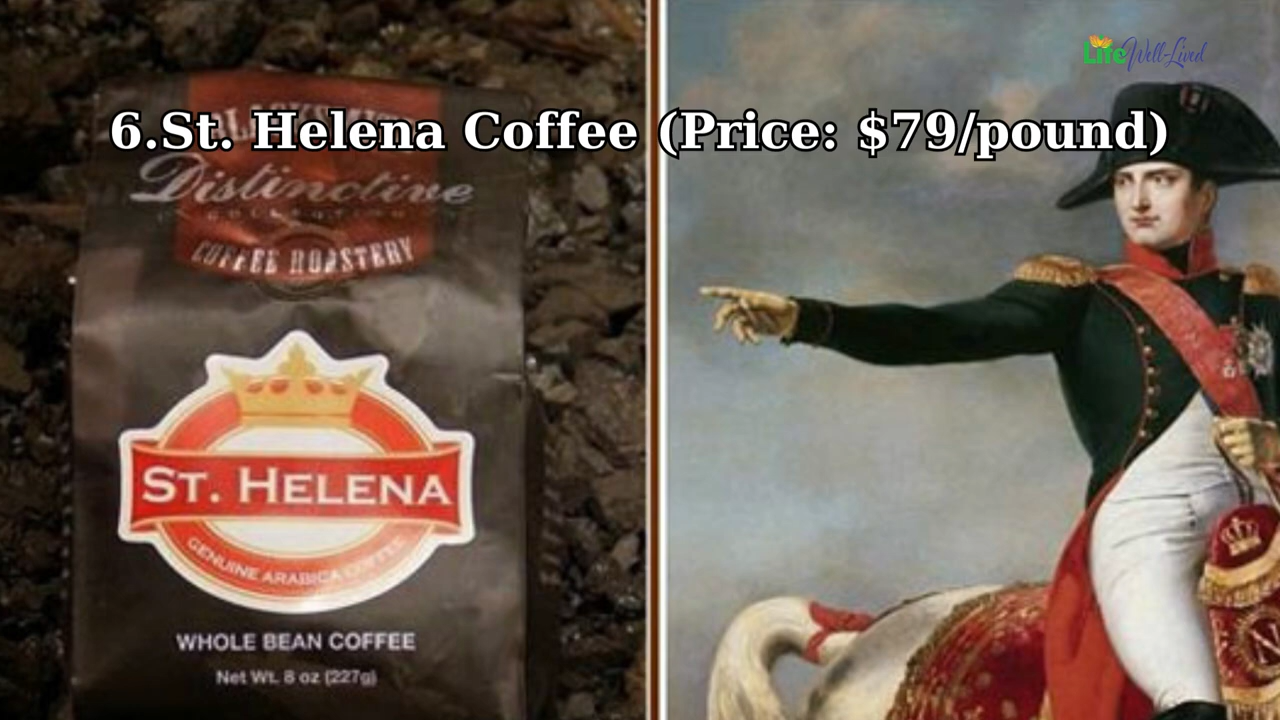 Life Well-Lived
6.St. Helena Coffee (Price: $79/pound)
Distinctive
COFFEE ROASTERY
ST. HELENA
GENUINE ARABICA COFFEE
WHOLE BEAN COFFEE
Net Wt. 8 oz (227g)
N